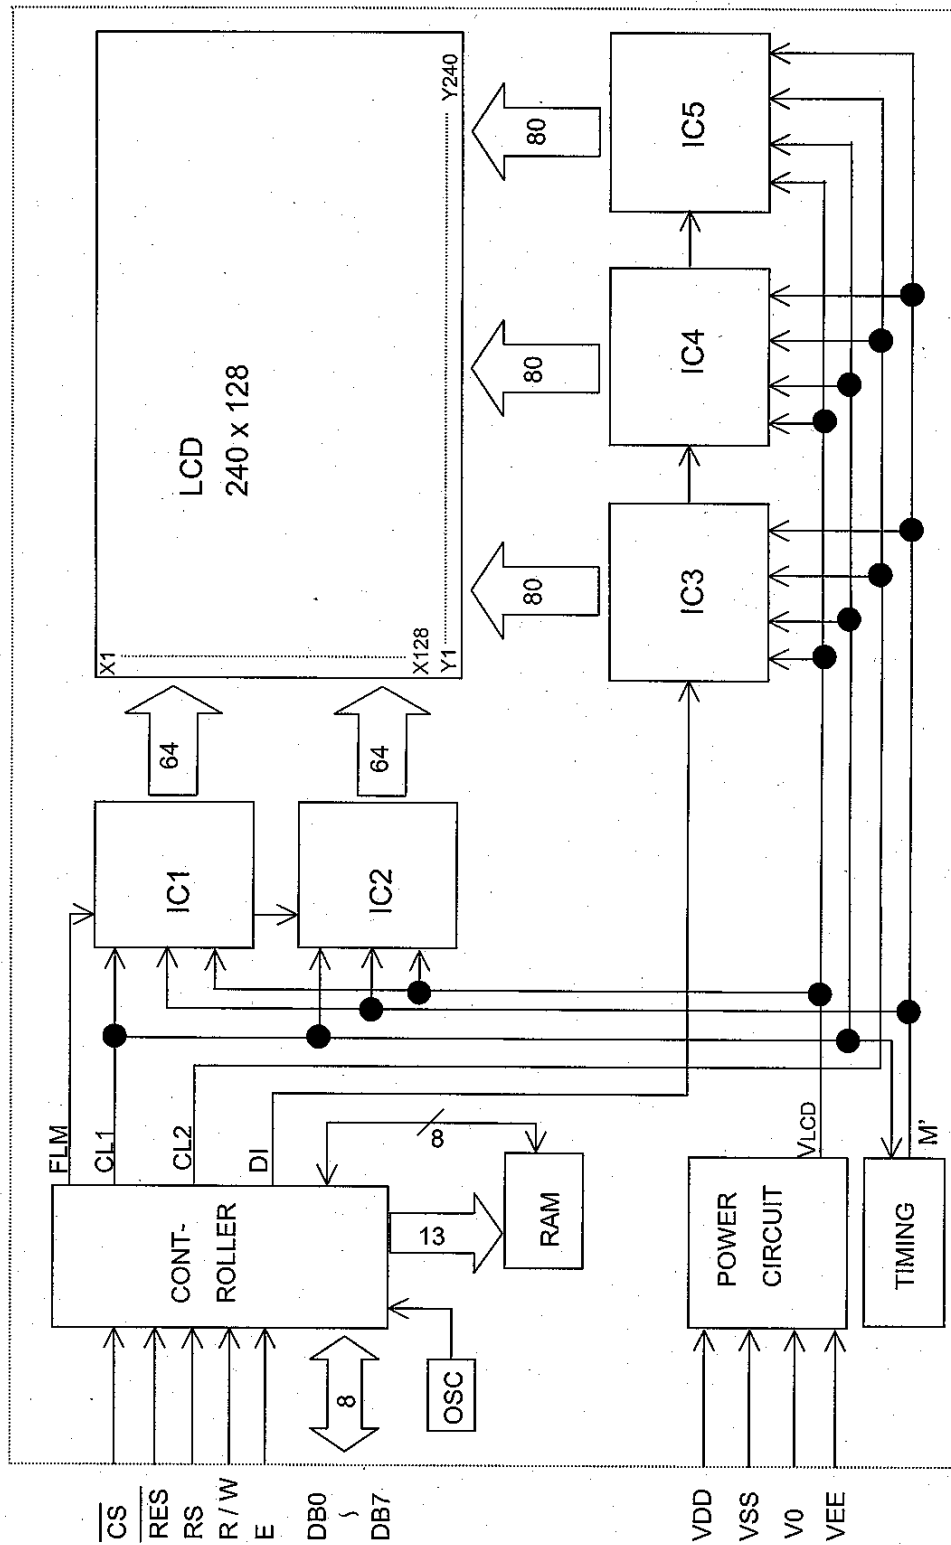 CS
RES
RS
R / W
E
DB0
~
DB7
VDD
VSS
V0
VEE
8
OSC
CONT-
ROLLER
13
RAM
8
POWER
CIRCUIT
TIMING
FLM
CL1
CL2
DI
VLCD
M'
IC1
IC2
64
64
X1
X128
Y1
Y240
LCD
240 x 128
80
80
80
IC3
IC4
IC5